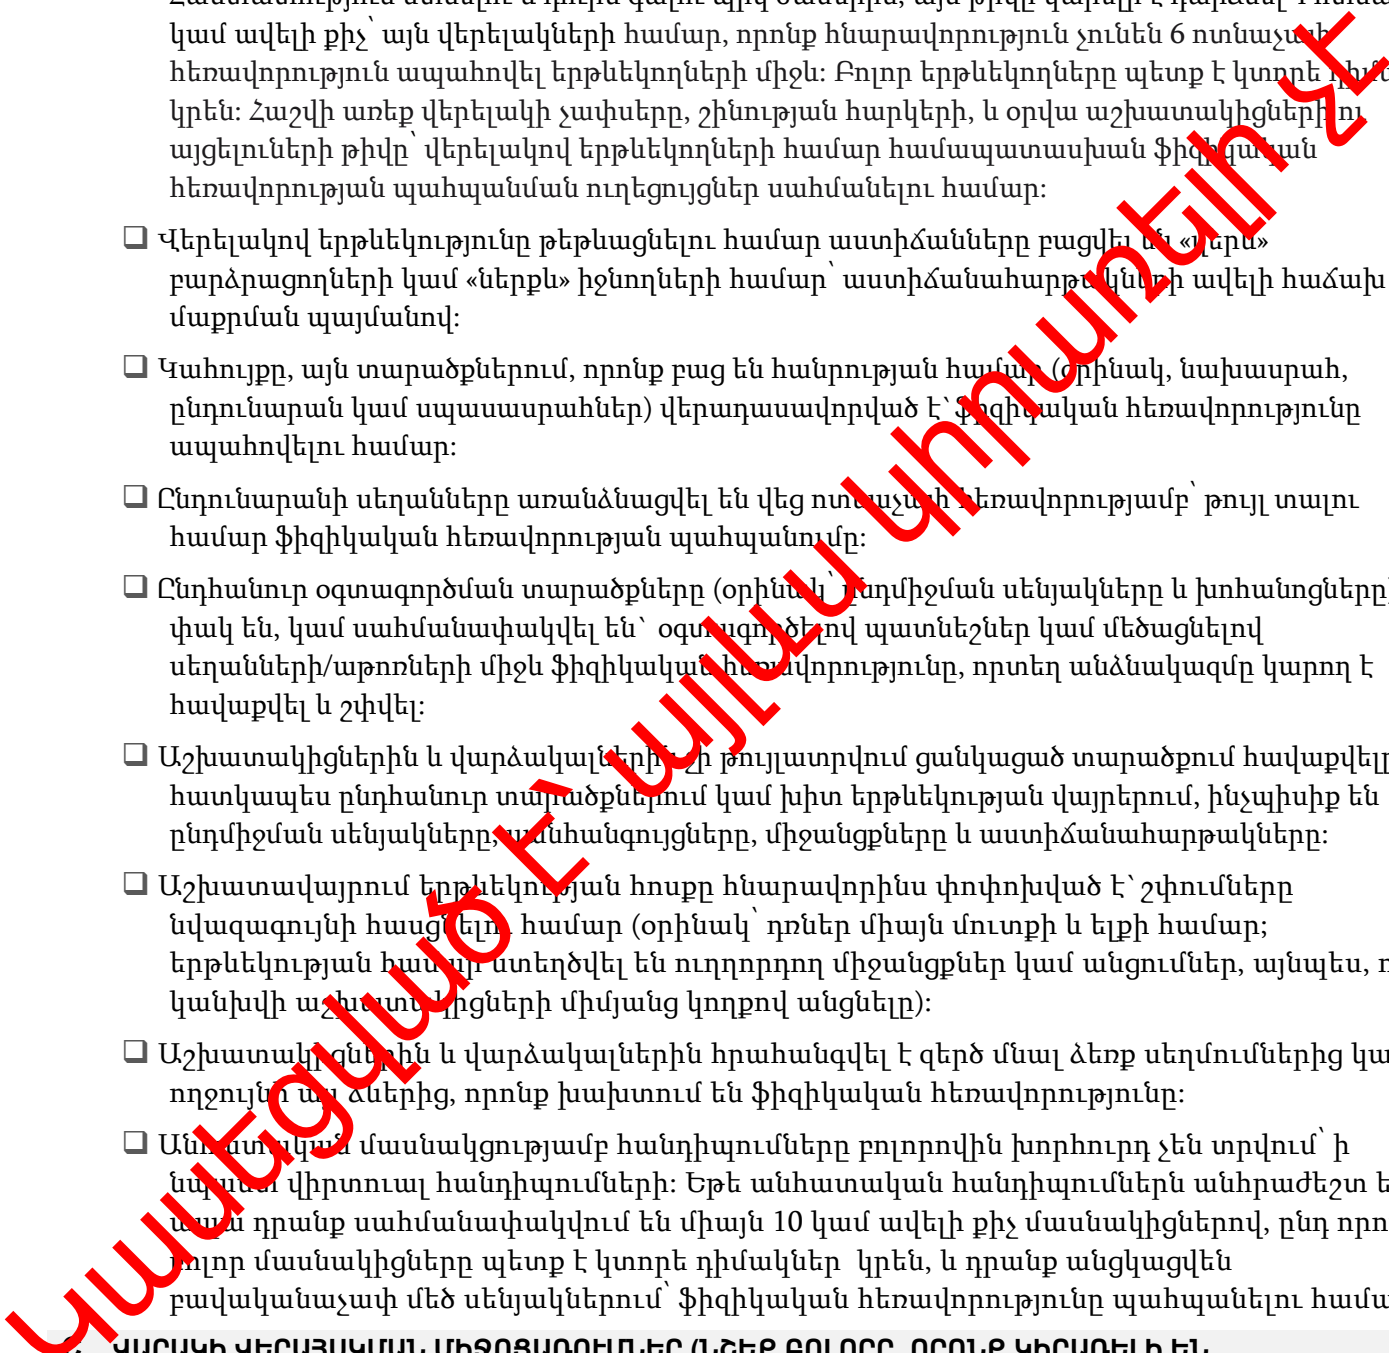 կամ ավելի քիչ՝ այն վերելակների համար, որոնք հնարավորություն չունեն 6 ոտնաչափի
հեռավորություն ապահովել երթևեկողների միջև: Բոլոր երթևեկողները պետք է կտորե
կրեն: Հաշվի առեք վերելակի չափսերը, շինության հարկերի, և օրվա աշխատակիցների ու
այցելուների թիվը՝ վերելակով երթևեկողների համար համապատասխան ֆիզիկական
հեռավորության պահպանման ուղեցույցներ սահմանելու համար:
❑ Վերելակով երթևեկությունը թեթևացնելու համար աստիճանները բացվել են «վերև»
բարձրացողների կամ «ներքև» իջնողների համար՝ աստիճանահարթակների ավելի հաճախ
մաքրման պայմանով:
❑ Կահույքը, այն տարածքներում, որոնք բաց են հանրության համար (օրինակ, նախասրահ,
ընդունարան կամ սպասասրահներ) վերադասավորված է՝ ֆիզիկական հեռավորությունը
ապահովելու համար:
❑ Ընդունարանի սեղանները առանձնացվել են վեց ոտնաչափի հեռավորությամբ՝ թույլ տալու
համար ֆիզիկական հեռավորության պահպանումը:
❑ Ընդհանուր օգտագործման տարածքները (օրինակ՝ ընդմիջման սենյակները և խոհանոցները)
փակ են, կամ սահմանափակվել են՝ օգտագործելով պատնեշներ կամ մեծացնելով
սեղանների/աթոռների միջև ֆիզիկական հեռավորությունը, որտեղ անձնակազմը կարող է
հավաքվել և շփվել:
❑ Աշխատակիցներին և վարձակալներին չի թույլատրվում ցանկացած տարածքում հավաքվելը,
հատկապես ընդհանուր տարածքներում կամ խիտ երթևեկության վայրերում, ինչպիսիք են
ընդմիջման սենյակները, սանհանգույցները, միջանցքները և աստիճանահարթակները:
❑ Աշխատավայրում երթևեկության հոսքը հնարավորինս փոփոխված է՝ շփումները
նվազագույնի հասցնելու համար (օրինակ՝ դռներ միայն մուտքի և ելքի համար;
երթևեկության համար ստեղծվել են ուղղորդող միջանցքներ կամ անցումներ, այնպես, ո
կանխվի աշխատակիցների միմյանց կողքով անցնելը):
❑ Աշխատակիցներին և վարձակալներին հրահանգվել է զերծ մնալ ձեռք սեղմումներից կա
ողջույնի այլ ձևերից, որոնք խախտում են ֆիզիկական հեռավորությունը:
❑ Անհատական մասնակցությամբ հանդիպումները բոլորովին խորհուրդ չեն տրվում՝ ի
նպաստ վիրտուալ հանդիպումների: Եթե անհատական հանդիպումներն անհրաժեշտ ե
ապա դրանք սահմանափակվում են միայն 10 կամ ավելի քիչ մասնակիցներով, ընդ որո
բոլոր մասնակիցները պետք է կտորե դիմակներ կրեն, և դրանք անցկացվեն
բավականաչափ մեծ սենյակներում՝ ֆիզիկական հեռավորությունը պահպանելու համա
ՎԱՐԱԿԻ ՎԵՐԱՀՍԿՄԱՆ ՄԻՋՈՑԱՌՈՒՄՆԵՐ (ՆՇԵՔ ԲՈԼՈՐԸ, ՈՐՈՆՔ ԿԻՐԱՌԵԼԻ ԵՆ
Կասեցված է՝ այլևս կիրառելի չէ